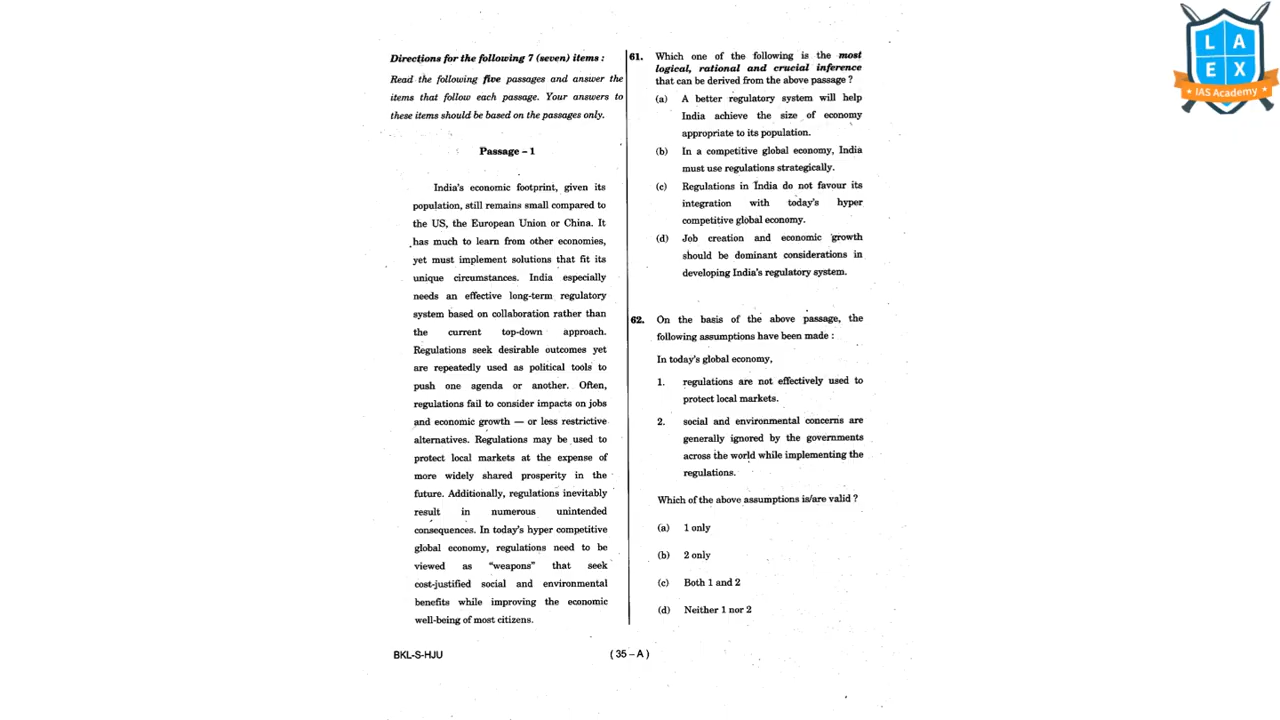 Directions for the following 7 (seven) items :
Read the following five passages and answer the
items that follow each passage. Your answers to
these items should be based on the passages only.
Passage – 1
India's economic footprint, given its
population, still remains small compared to
the US, the European Union or China. It
has much to learn from other economies,
yet must implement solutions that fit its
unique circumstances. India especially
needs an effective long-term regulatory
system based on collaboration rather than
the current top-down approach.
Regulations seek desirable outcomes yet
are repeatedly used as political tools to
push one agenda or another. Often,
regulations fail to consider impacts on jobs
and economic growth — or less restrictive
alternatives. Regulations may be used to
protect local markets at the expense of
more widely shared prosperity in the
future. Additionally, regulations inevitably
result in numerous unintended
consequences. In today's hyper competitive
global economy, regulations need to be
viewed as "weapons" that seek
cost-justified social and environmental
benefits while improving the economic
well-being of most citizens.
61. Which one of the following is the most
logical, rational and crucial inference
that can be derived from the above passage ?
(a) A better regulatory system will help
India achieve the size of economy
appropriate to its population.
(b) In a competitive global economy, India
must use regulations strategically.
(c) Regulations in India do not favour its
integration with today's hyper
competitive global economy.
(d) Job creation and economic growth
should be dominant considerations in
developing India's regulatory system.
62. On the basis of the above passage, the
following assumptions have been made :
In today's global economy,
1. regulations are not effectively used to
protect local markets.
2. social and environmental concerns are
generally ignored by the governments
across the world while implementing the
regulations.
Which of the above assumptions is/are valid ?
(a) 1 only
(b) 2 only
(c) Both 1 and 2
(d) Neither 1 nor 2
BKL-S-HJU
( 35 – A )
L A
E X
IAS Academy